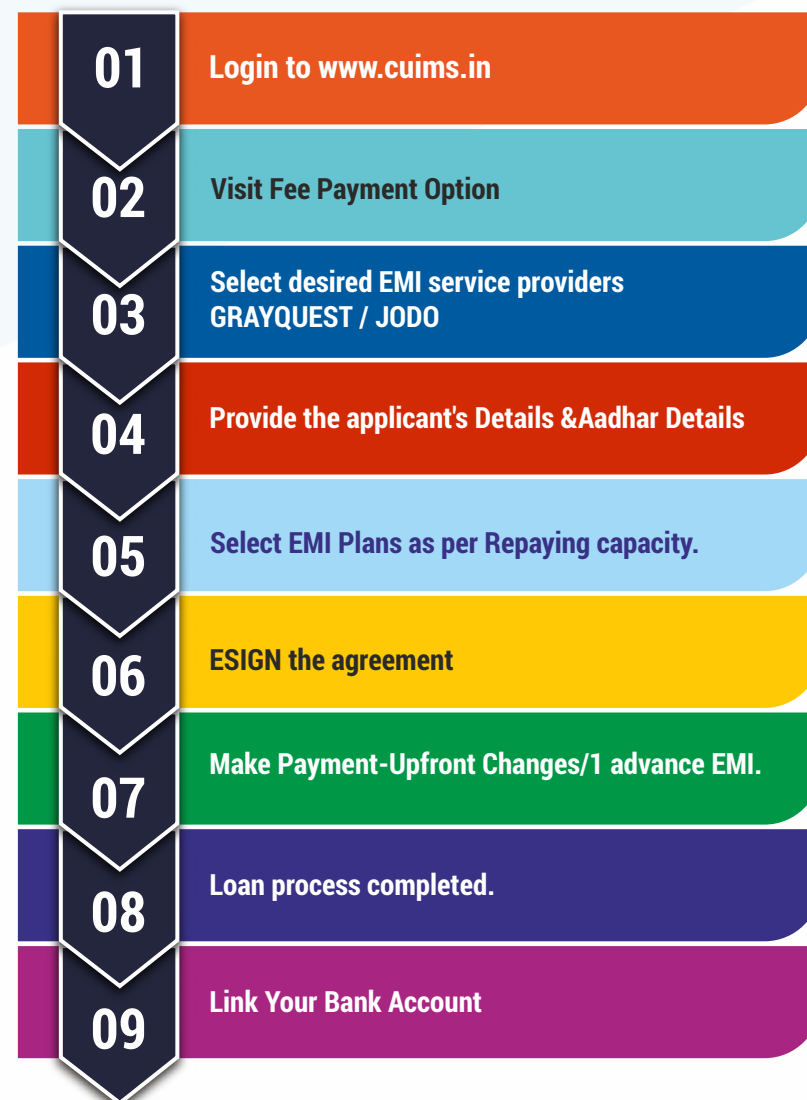 01
Login to www.cuims.in
02
Visit Fee Payment Option
03
Select desired EMI service providers
GRAYQUEST / JODO
04
Provide the applicant's Details &Aadhar Details
05
Select EMI Plans as per Repaying capacity.
06
ESIGN the agreement
07
Make Payment-Upfront Changes/1 advance EMI.
08
Loan process completed.
09
Link Your Bank Account